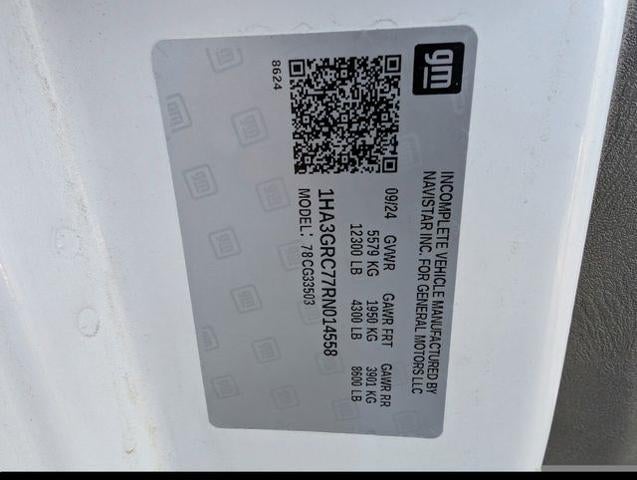 gm
INCOMPLETE VEHICLE MANUFACTURED BY
NAVISTAR INC. FOR GENERAL MOTORS LLC
09/24 GVWR GAWR FRT GAWR RR
5579 KG 1950 KG 3901 KG
12300 LB 4300 LB 8600 LB
1HA3GRC77RN014558
MODEL: 78CG33503
8624